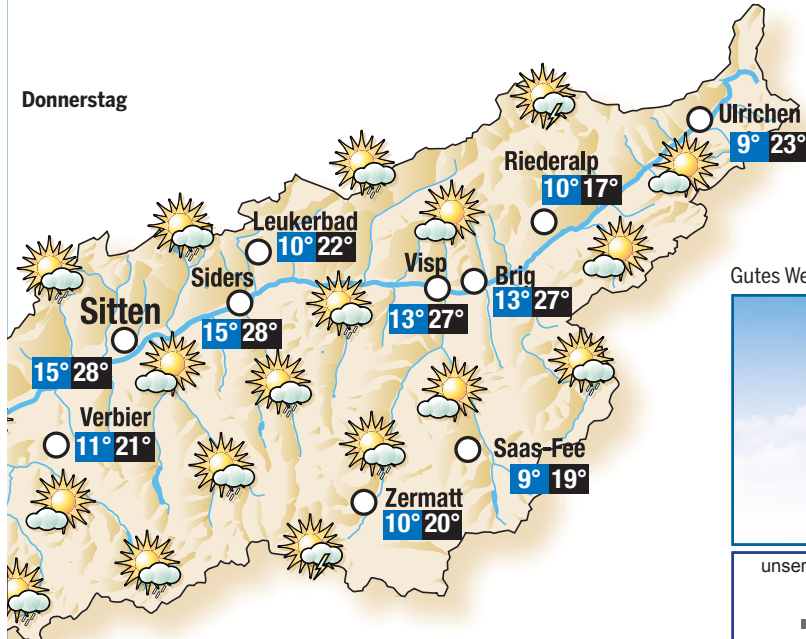 Donnerstag
Ulrichen
9° 23°
Riederalp
10° 17°
Leukerbad
10° 22°
Visp
13° 27°
Brig
13° 27°
Siders
15° 28°
Sitten
15° 28°
Gutes We
Verbier
11° 21°
Saas-Fee
9° 19°
Zermatt
10° 20°
unser